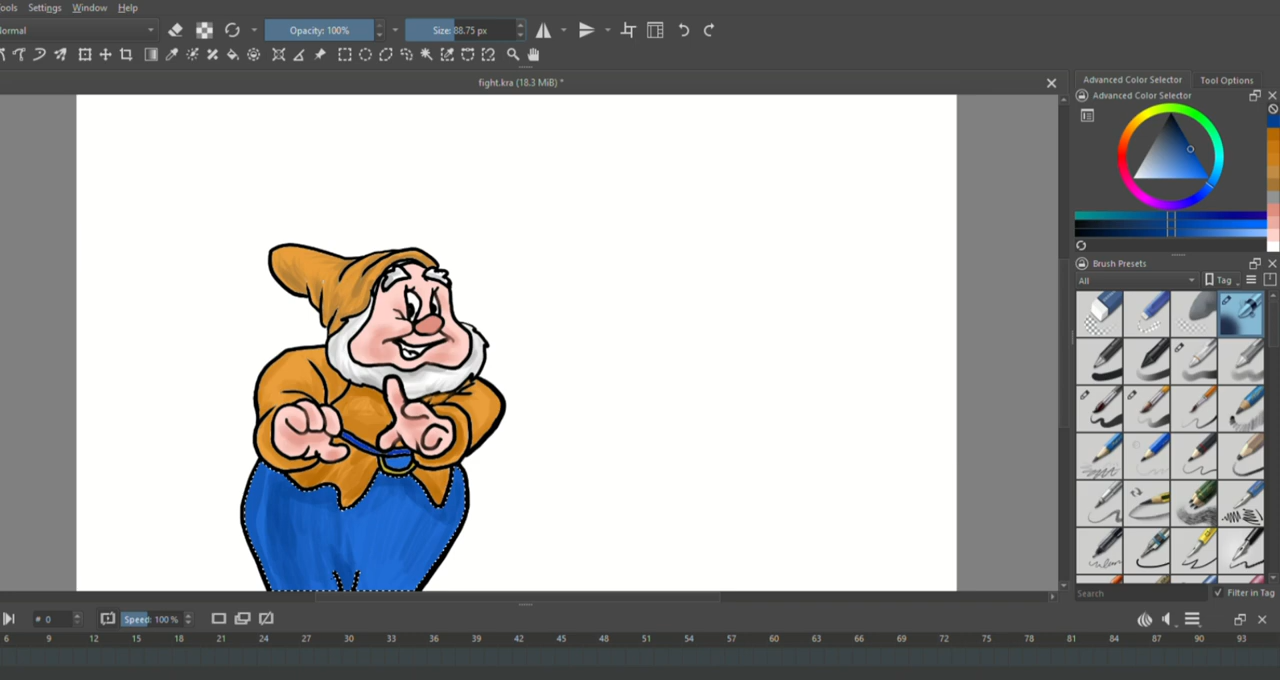 ools Settings Window Help
ormal
Opacity: 100%
Size: 88.75 px
fight.kra (18.3 MiB) *
Advanced Color Selector Tool Options
Advanced Color Selector
Brush Presets
All
Tag
Search
Filter in Tag
# 0
Speed: 100 %
6 9 12 15 18 21 24 27 30 33 36 39 42 45 48 51 54 57 60 63 66 69 72 75 78 81 84 87 90 93